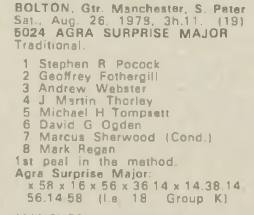 BOLTON, Gtr. Manchester, S. Peter
Sat., Aug. 26, 1978, 3h.11. (19)
5024 AGRA SURPRISE MAJOR
Traditional.
1 Stephen R Pocock
2 Geoffrey Fothergill
3 Andrew Webster
4 J Martin Thorley
5 Michael H Tompsett
6 David G Ogden
7 Marcus Sherwood (Cond.)
8 Mark Regan
1st peal in the method.
Agra Surprise Major:
x 58 x 16 x 56 x 36 14 x 14.38.14.
56.14 58 (l.e. 18 Group K)